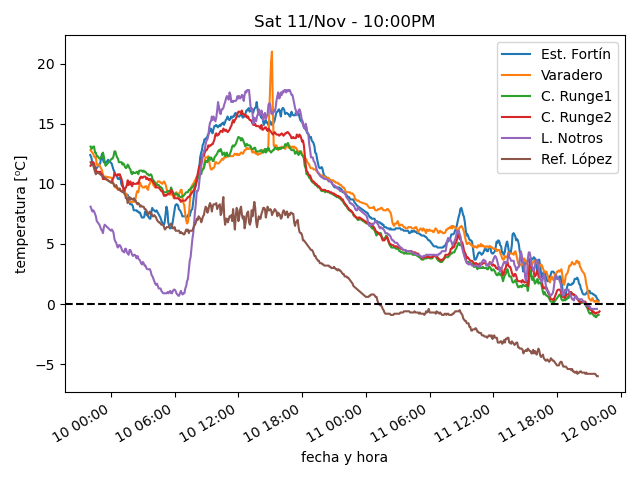 Sat 11/Nov - 10:00PM
temperatura [°C]
20
15
10
5
0
−5
Est. Fortín
Varadero
C. Runge1
C. Runge2
L. Notros
Ref. López
10 00:00
10 06:00
10 12:00
10 18:00
11 00:00
11 06:00
11 12:00
11 18:00
12 00:00
fecha y hora